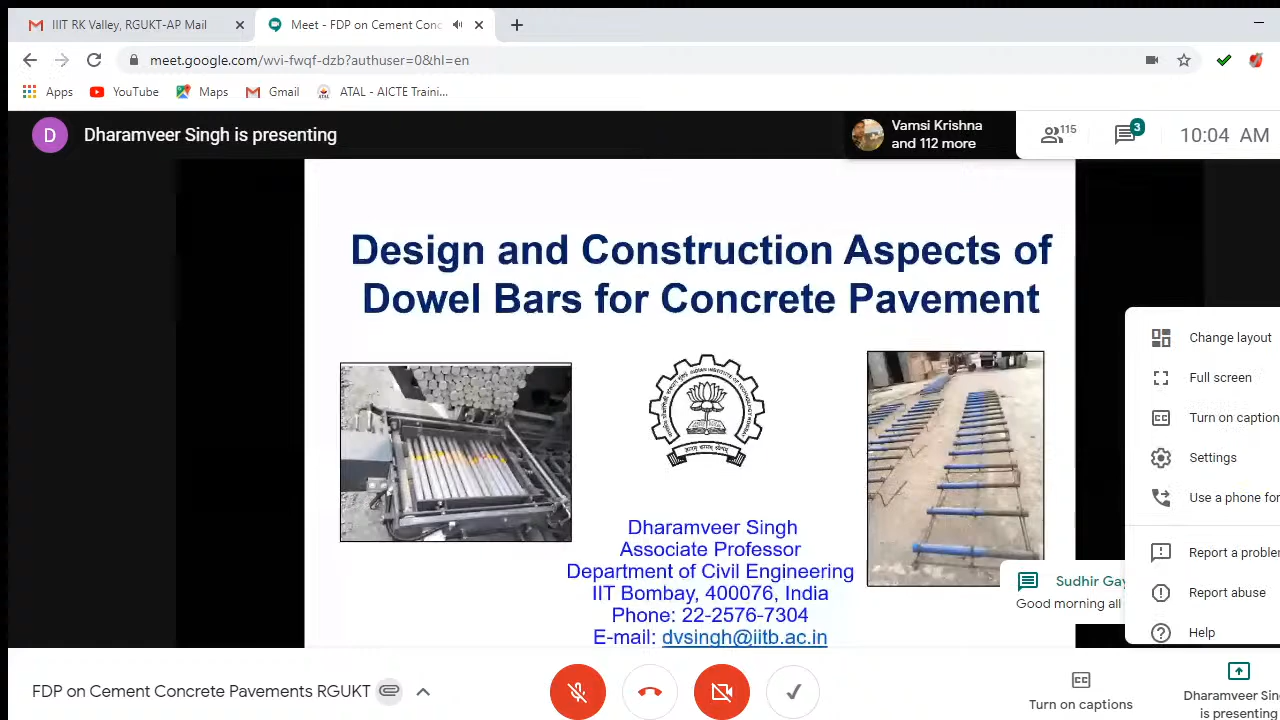 IIIT RK Valley, RGUKT-AP Mail
Meet - FDP on Cement Conc
meet.google.com/wvi-fwqf-dzb?authuser=0&hl=en
Apps
YouTube
Maps
Gmail
ATAL - AICTE Traini...
D
Dharamveer Singh is presenting
Vamsi Krishna
and 112 more
115
3
10:04 AM
Design and Construction Aspects of
Dowel Bars for Concrete Pavement
Dharamveer Singh
Associate Professor
Department of Civil Engineering
IIT Bombay, 400076, India
Phone: 22-2576-7304
E-mail: dvsingh@iitb.ac.in
Change layout
Full screen
Turn on caption
Settings
Use a phone for
Report a problem
Report abuse
Help
Sudhir Gay
Good morning all
FDP on Cement Concrete Pavements RGUKT
Turn on captions
Dharamveer Sin
is presenting